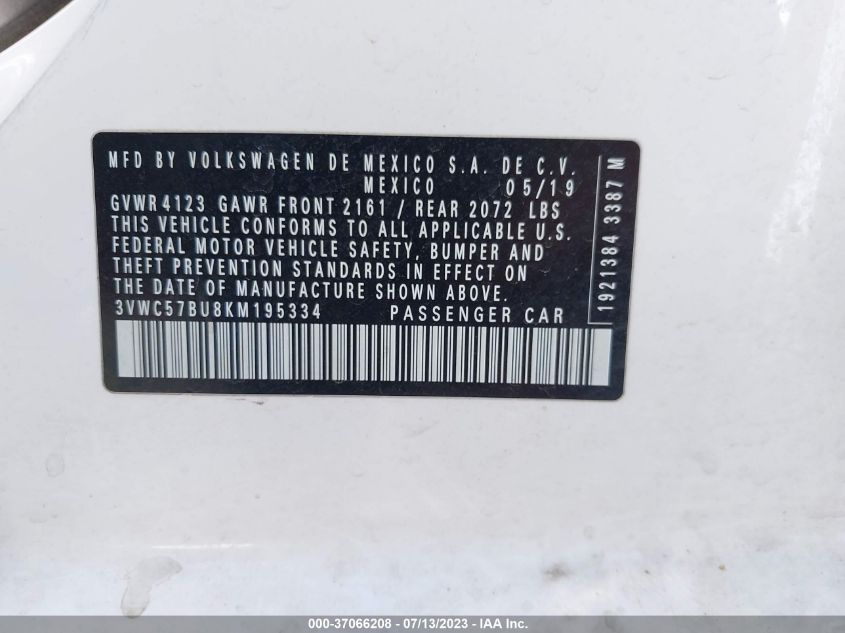 MFD BY VOLKSWAGEN DE MEXICO S.A. DE C.V.
MEXICO 05/19
GVWR 4123 GAWR FRONT 2161 / REAR 2072 LBS
THIS VEHICLE CONFORMS TO ALL APPLICABLE U.S.
FEDERAL MOTOR VEHICLE SAFETY, BUMPER AND
THEFT PREVENTION STANDARDS IN EFFECT ON
THE DATE OF MANUFACTURE SHOWN ABOVE.
3VWC57BU8KM195334 PASSENGER CAR
1921384 3387 M
000-37066208 - 07/13/2023 - IAA Inc.